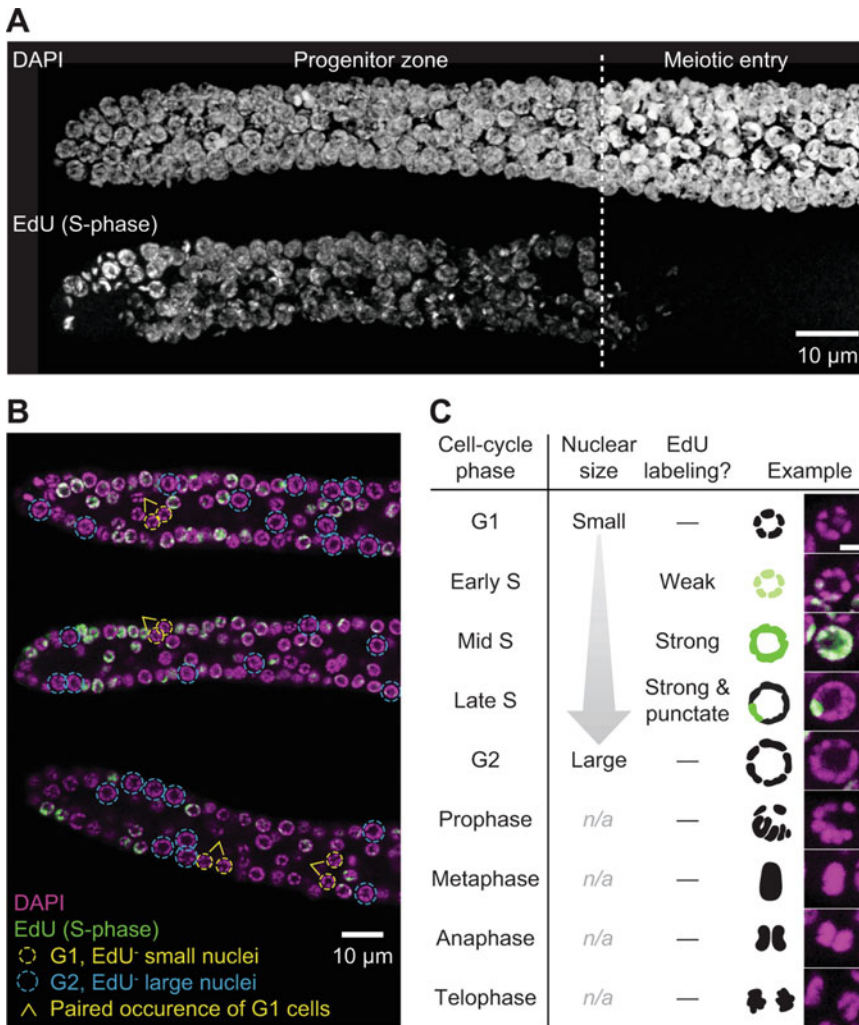 A
DAPI
Progenitor zone
Meiotic entry
EdU (S-phase)
10 µm
B
DAPI
EdU (S-phase)
G1, EdU- small nuclei
G2, EdU- large nuclei
Paired occurence of G1 cells
10 µm
C
Cell-cycle phase Nuclear size EdU labeling? Example
G1 Small —
Early S Weak
Mid S Strong
Late S Strong & punctate
G2 Large —
Prophase n/a —
Metaphase n/a —
Anaphase n/a —
Telophase n/a —